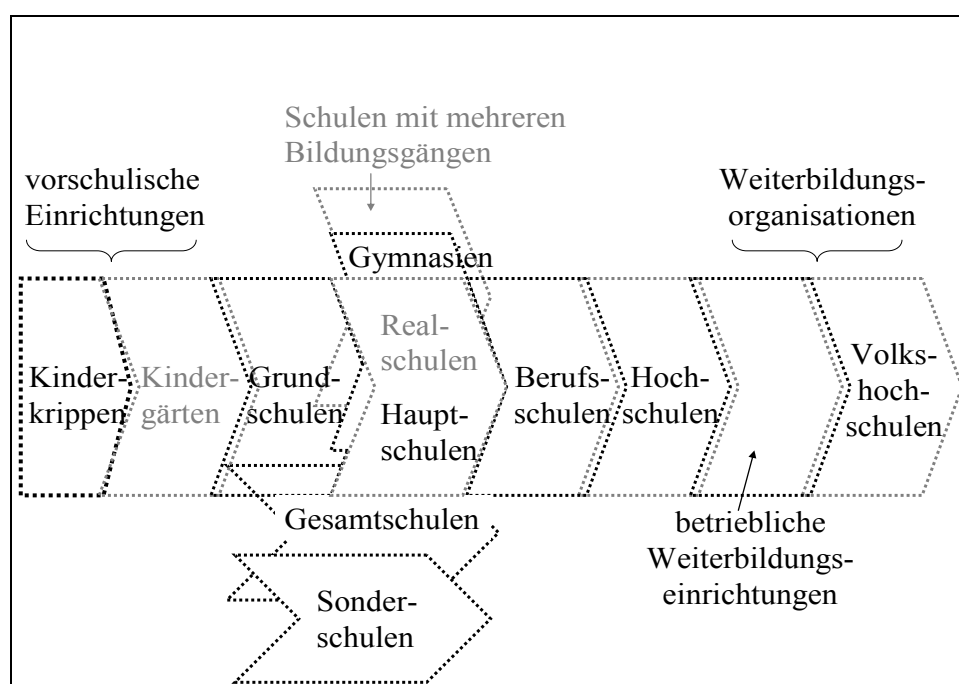 Schulen mit mehreren
Bildungsgängen
vorschulische
Einrichtungen
Weiterbildungs-
organisationen
Gymnasien
Kinder-
krippen
Kinder-
gärten
Grund-
schulen
Real-
schulen
Haupt-
schulen
Berufs-
schulen
Hoch-
schulen
Volks-
hoch-
schulen
Gesamtschulen
betriebliche
Weiterbildungs-
einrichtungen
Sonder-
schulen